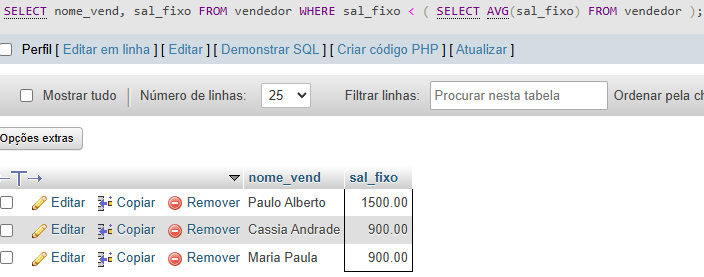 SELECT nome_vend, sal_fixo FROM vendedor WHERE sal_fixo < ( SELECT AVG(sal_fixo) FROM vendedor );
Perfil [ Editar em linha ] [ Editar ] [ Demonstrar SQL ] [ Criar código PHP ] [ Atualizar ]
Mostrar tudo | Número de linhas: 25 Filtrar linhas: Procurar nesta tabela Ordenar pela ch
Opções extras
nome_vend sal_fixo
Editar Copiar Remover Paulo Alberto 1500.00
Editar Copiar Remover Cassia Andrade 900.00
Editar Copiar Remover Maria Paula 900.00